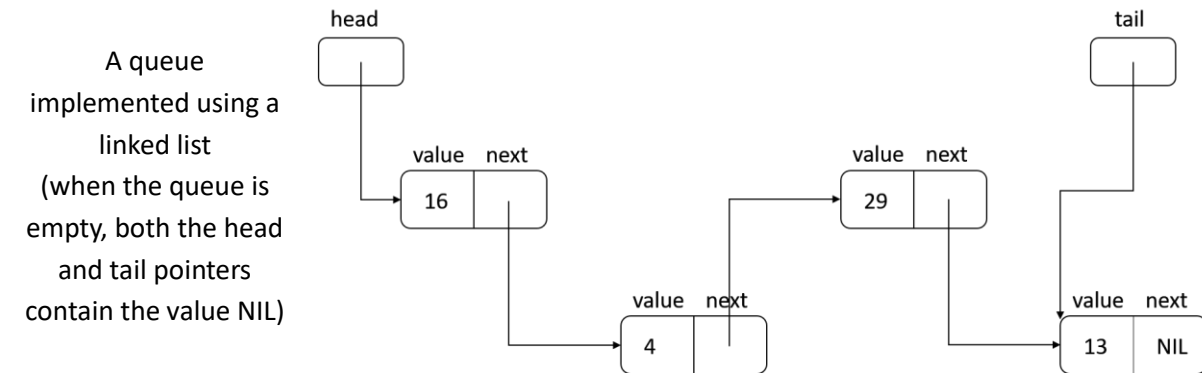 head
tail
A queue
implemented using a
linked list
(when the queue is
empty, both the head
and tail pointers
contain the value NIL)
value next
16
value next
29
value next
4
value next
13 NIL